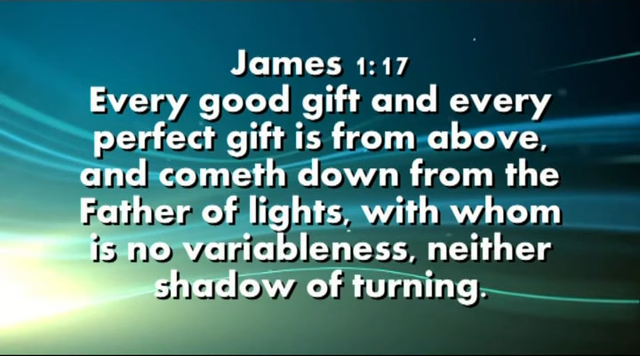 James 1:17
Every good gift and every
perfect gift is from above,
and cometh down from the
Father of lights, with whom
is no variableness, neither
shadow of turning.